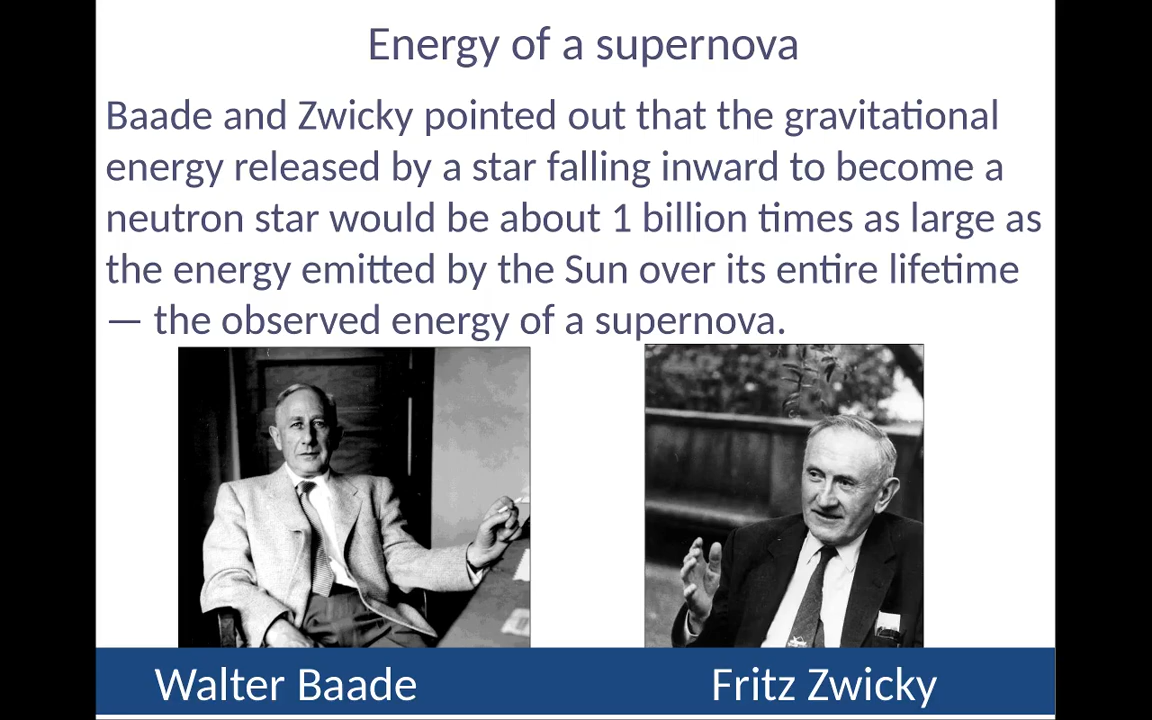 Energy of a supernova
Baade and Zwicky pointed out that the gravitational
energy released by a star falling inward to become a
neutron star would be about 1 billion times as large as
the energy emitted by the Sun over its entire lifetime
— the observed energy of a supernova.
Walter Baade
Fritz Zwicky